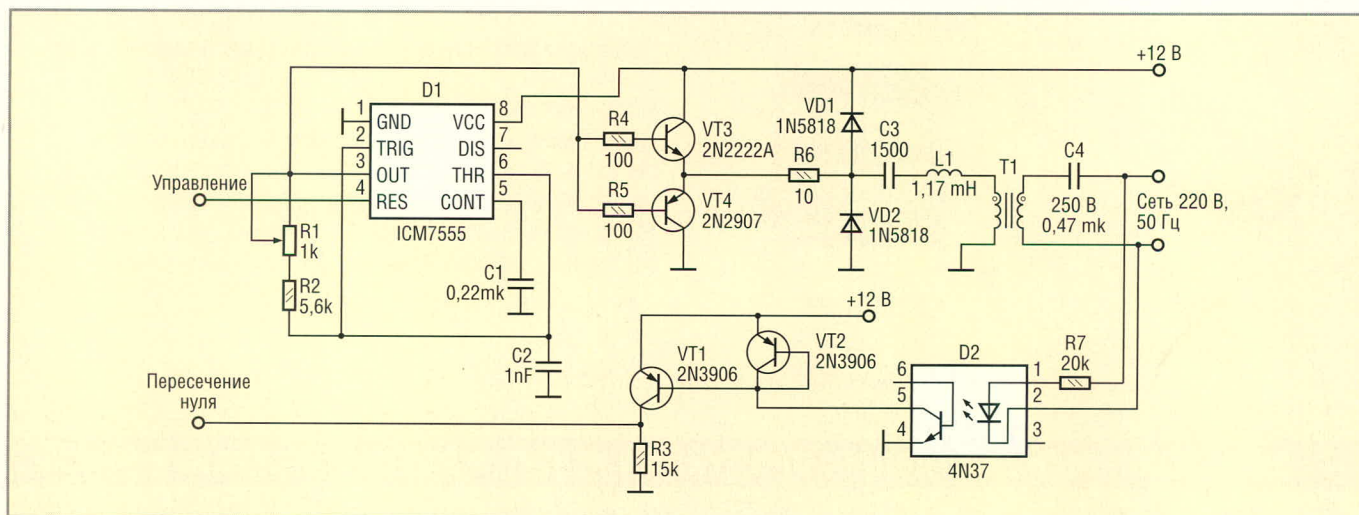 +12 В
D1
1 GND VCC 8
2 TRIG DIS 7
3 OUT THR 6
4 RES CONT 5
ICM7555
Управление
R1
1k
R2
5,6k
C1
0,22mk
C2
1nF
R4
100
R5
100
VT3
2N2222A
VT4
2N2907
R6
10
VD1
1N5818
VD2
1N5818
C3
1500
L1
1,17 mH
T1
C4
250 В
0,47 mk
Сеть 220 В,
50 Гц
+12 В
VT1
2N3906
VT2
2N3906
Пересечение
нуля
R3
15k
D2
6 1
5 2
4 3
4N37
R7
20k